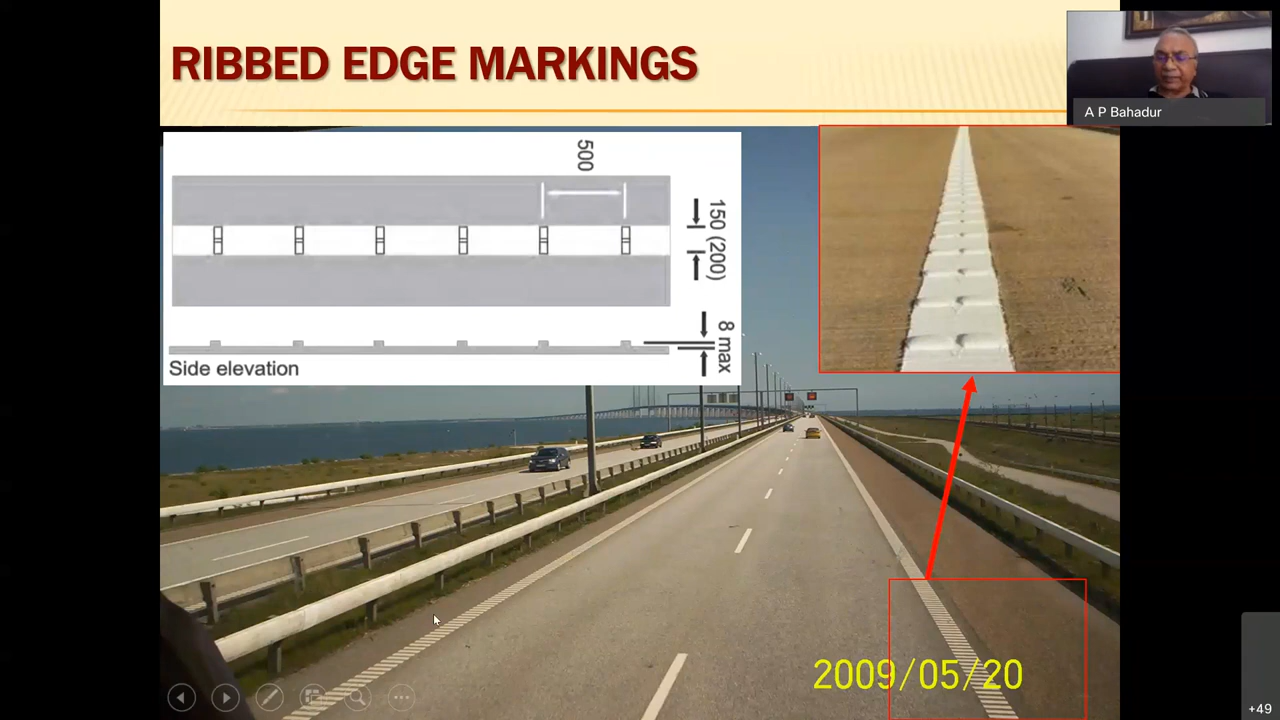 RIBBED EDGE MARKINGS
A P Bahadur
500
150 (200)
8 max
Side elevation
2009/05/20
+49